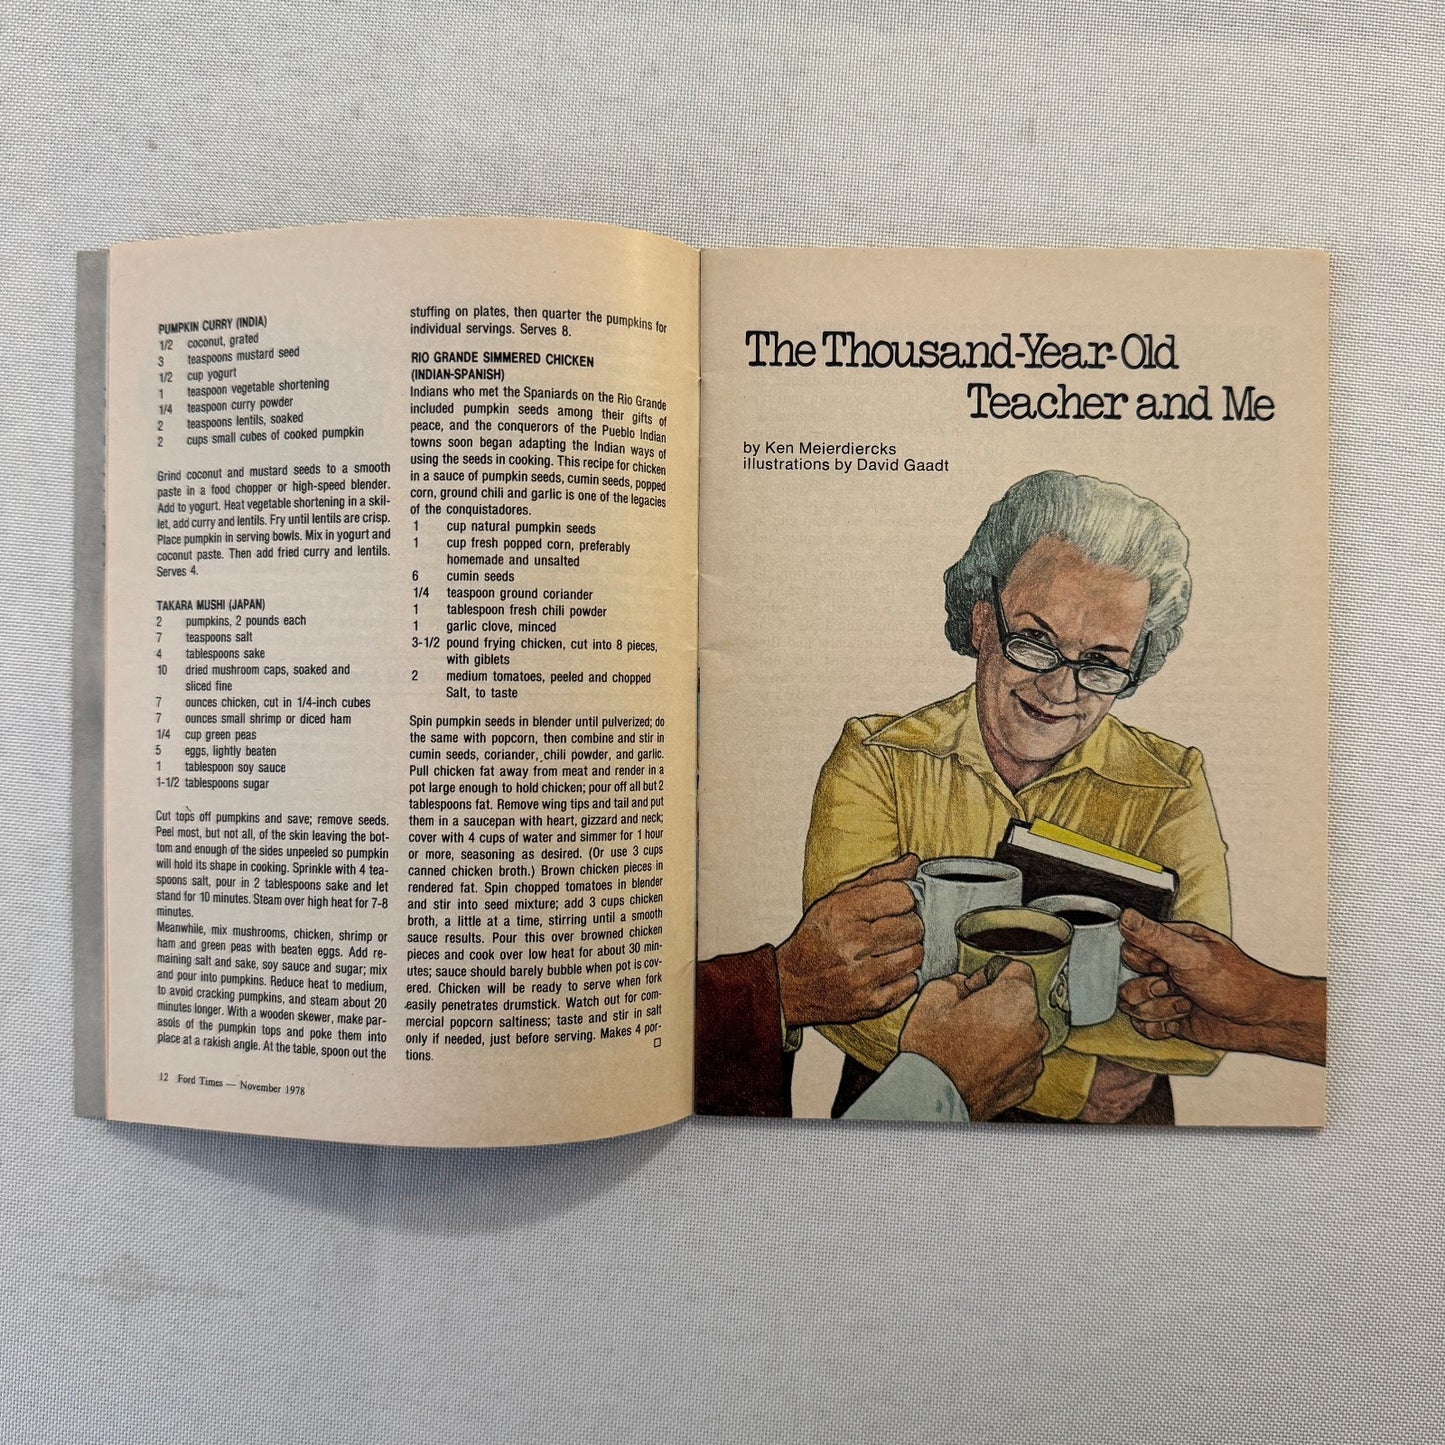 PUMPKIN CURRY (INDIA)
1/2 coconut, grated
3 teaspoons mustard seed
1/2 cup yogurt
1 teaspoon vegetable shortening
1/4 teaspoon curry powder
2 teaspoons lentils, soaked
2 cups small cubes of cooked pumpkin
Grind coconut and mustard seeds to a smooth
paste in a food chopper or high-speed blender.
Add to yogurt. Heat vegetable shortening in a skil-
let, add curry and lentils. Fry until lentils are crisp.
Place pumpkin in serving bowls. Mix in yogurt and
coconut paste. Then add fried curry and lentils.
Serves 4.
TAKARA MUSHI (JAPAN)
2 pumpkins, 2 pounds each
7 teaspoons salt
4 tablespoons sake
10 dried mushroom caps, soaked and
sliced fine
7 ounces chicken, cut in 1/4-inch cubes
7 ounces small shrimp or diced ham
1/4 cup green peas
5 eggs, lightly beaten
1 tablespoon soy sauce
1-1/2 tablespoons sugar
Cut tops off pumpkins and save; remove seeds.
Peel most, but not all, of the skin leaving the bot-
tom and enough of the sides unpeeled so pumpkin
will hold its shape in cooking. Sprinkle with 4 tea-
spoons salt, pour in 2 tablespoons sake and let
stand for 10 minutes. Steam over high heat for 7-8
minutes.
Meanwhile, mix mushrooms, chicken, shrimp or
ham and green peas with beaten eggs. Add re-
maining salt and sake, soy sauce and sugar; mix
and pour into pumpkins. Reduce heat to medium,
to avoid cracking pumpkins, and steam about 20
minutes longer. With a wooden skewer, make par-
asols of the pumpkin tops and poke them into
place at a rakish angle. At the table, spoon out the
12 Ford Times — November 1978
stuffing on plates, then quarter the pumpkins for
individual servings. Serves 8.
RIO GRANDE SIMMERED CHICKEN
(INDIAN-SPANISH)
Indians who met the Spaniards on the Rio Grande
included pumpkin seeds among their gifts of
peace, and the conquerors of the Pueblo Indian
towns soon began adapting the Indian ways of
using the seeds in cooking. This recipe for chicken
in a sauce of pumpkin seeds, cumin seeds, popped
corn, ground chili and garlic is one of the legacies
of the conquistadores.
1 cup natural pumpkin seeds
1 cup fresh popped corn, preferably
homemade and unsalted
6 cumin seeds
1/4 teaspoon ground coriander
1 tablespoon fresh chili powder
1 garlic clove, minced
3-1/2 pound frying chicken, cut into 8 pieces,
with giblets
2 medium tomatoes, peeled and chopped
Salt, to taste
Spin pumpkin seeds in blender until pulverized; do
the same with popcorn, then combine and stir in
cumin seeds, coriander, chili powder, and garlic.
Pull chicken fat away from meat and render in a
pot large enough to hold chicken; pour off all but 2
tablespoons fat. Remove wing tips and tail and put
them in a saucepan with heart, gizzard and neck;
cover with 4 cups of water and simmer for 1 hour
or more, seasoning as desired. (Or use 3 cups
canned chicken broth.) Brown chicken pieces in
rendered fat. Spin chopped tomatoes in blender
and stir into seed mixture; add 3 cups chicken
broth, a little at a time, stirring until a smooth
sauce results. Pour this over browned chicken
pieces and cook over low heat for about 30 min-
utes; sauce should barely bubble when pot is cov-
ered. Chicken will be ready to serve when fork
easily penetrates drumstick. Watch out for com-
mercial popcorn saltiness; taste and stir in salt
only if needed, just before serving. Makes 4 por-
tions.
The Thousand-Year-Old
Teacher and Me
by Ken Meierdiercks
illustrations by David Gaadt